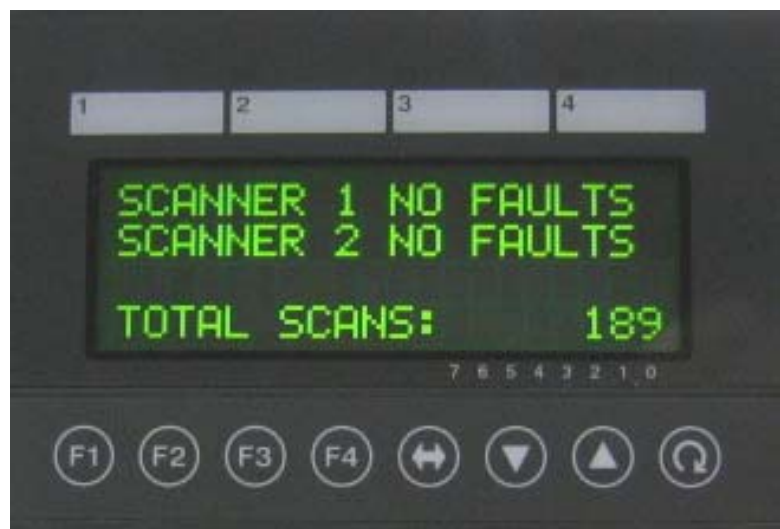 1 2 3 4
SCANNER 1 NO FAULTS
SCANNER 2 NO FAULTS
TOTAL SCANS: 189
7 6 5 4 3 2 1 0
F1 F2 F3 F4